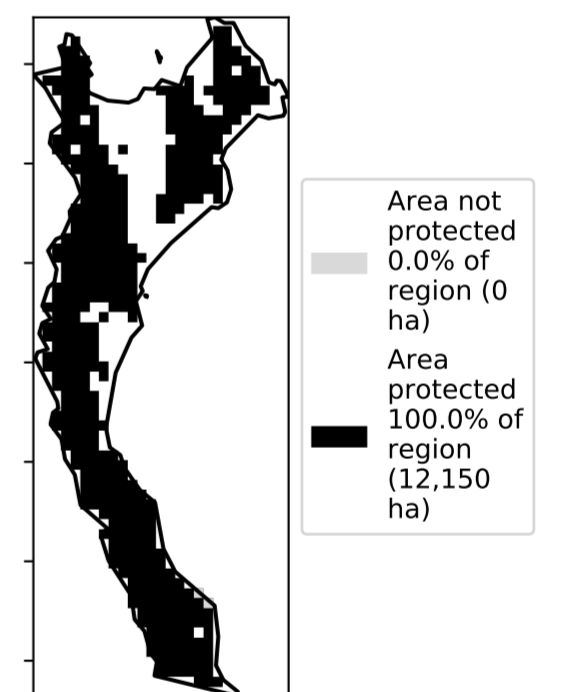 Area not
protected
0.0% of
region (0
ha)
Area
protected
100.0% of
region
(12,150
ha)